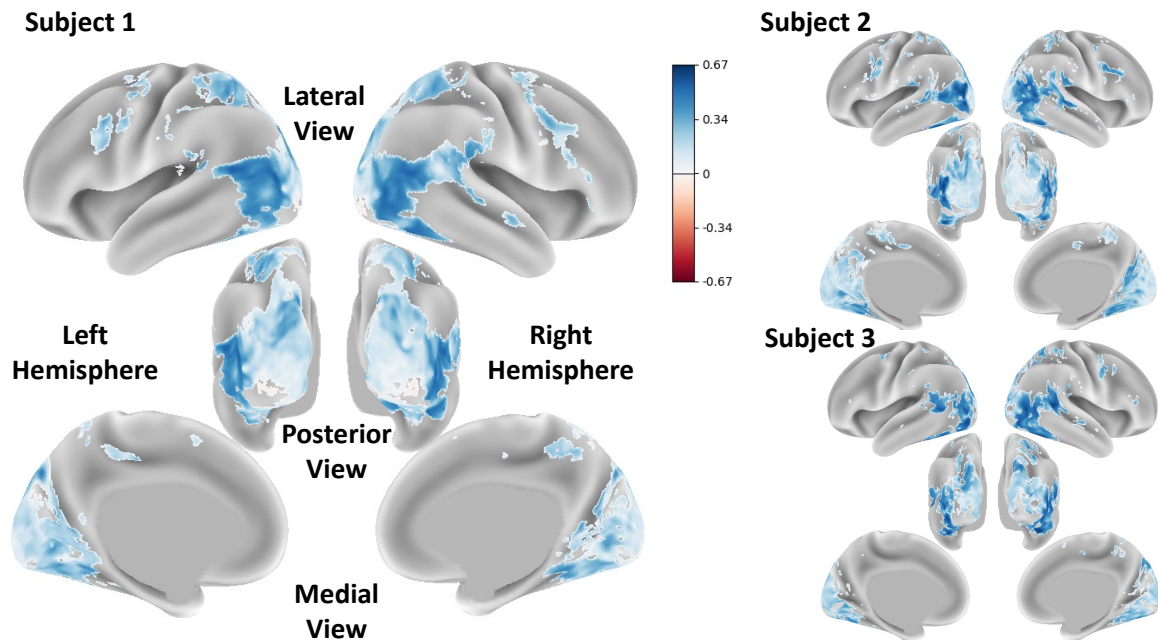 Subject 1
Lateral
View
Left
Hemisphere
Right
Hemisphere
Posterior
View
Medial
View
0.67
0.34
0
-0.34
-0.67
Subject 2
Subject 3